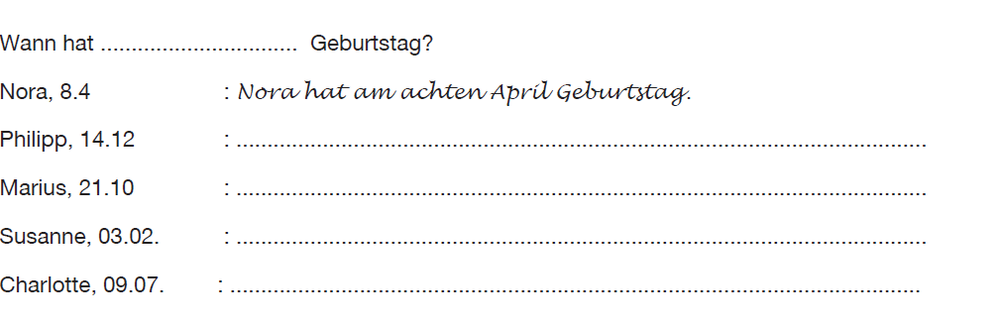 Wann hat ................................ Geburtstag?
Nora, 8.4 : Nora hat am achten April Geburtstag.
Philipp, 14.12 : ................................................................................................................
Marius, 21.10 : ................................................................................................................
Susanne, 03.02. : ................................................................................................................
Charlotte, 09.07. : ................................................................................................................